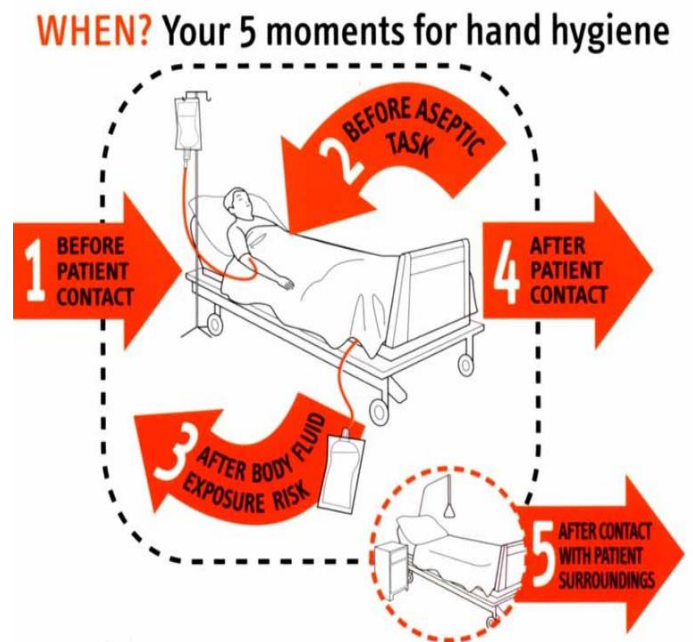 WHEN? Your 5 moments for hand hygiene
1 BEFORE
PATIENT
CONTACT
2 BEFORE ASEPTIC
TASK
3 AFTER BODY FLUID
EXPOSURE RISK
4 AFTER
PATIENT
CONTACT
5 AFTER CONTACT
WITH PATIENT
SURROUNDINGS